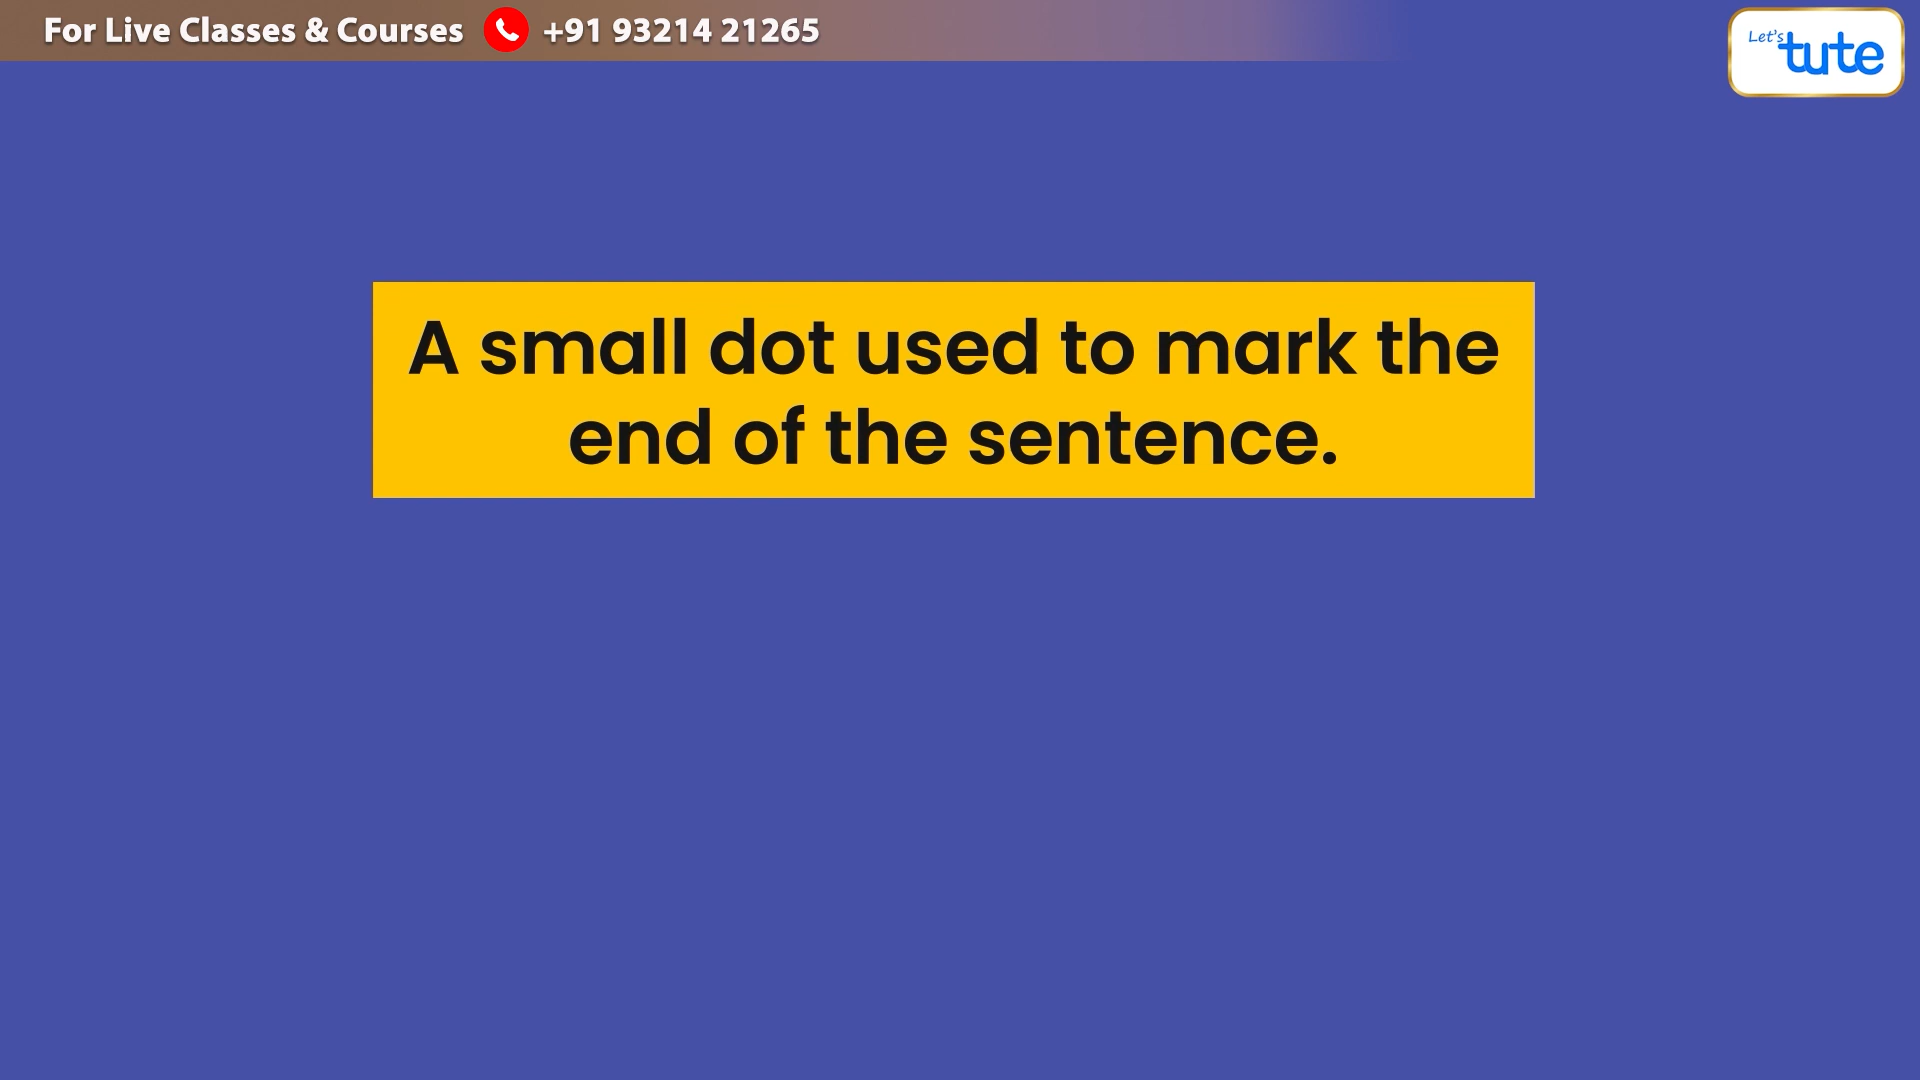 For Live Classes & Courses +91 93214 21265
Let's tute
A small dot used to mark the
end of the sentence.